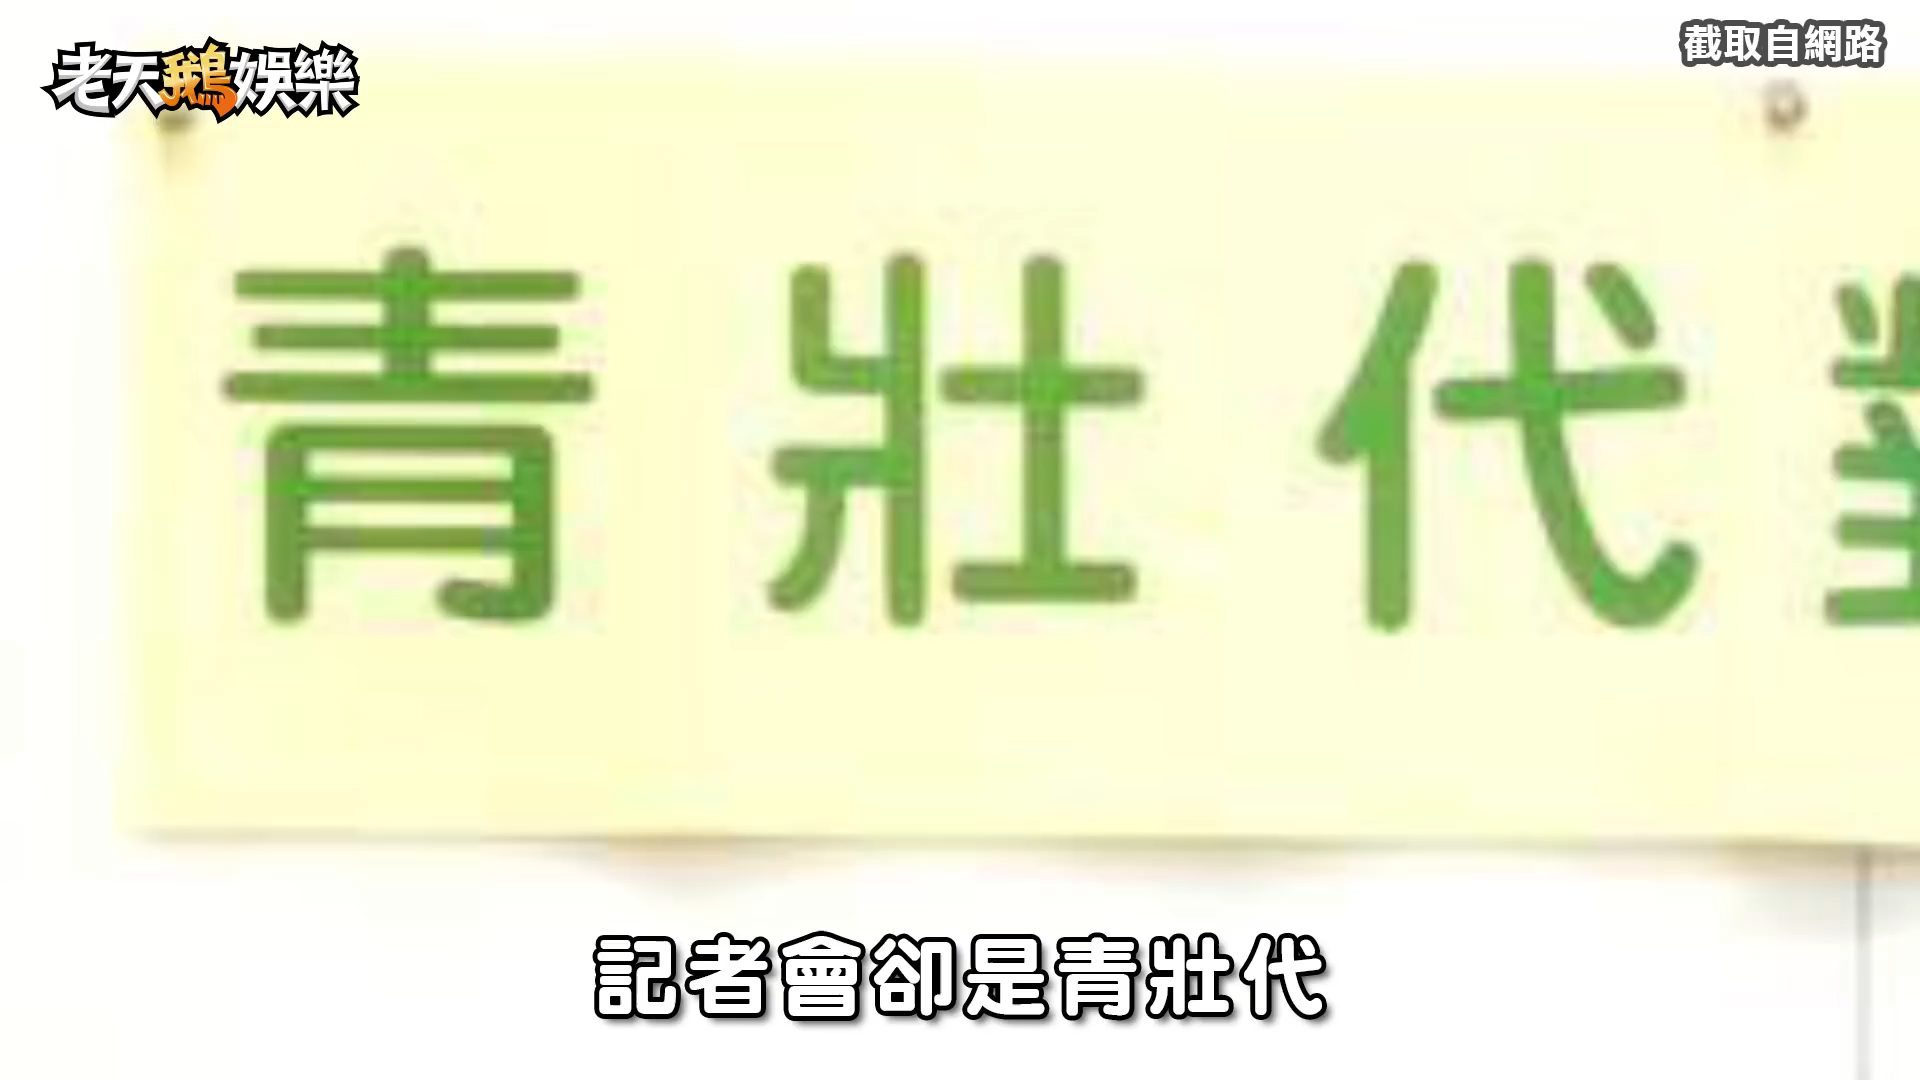 老天鵝娛樂
截取自網路
青壯代
記者會卻是青壯代